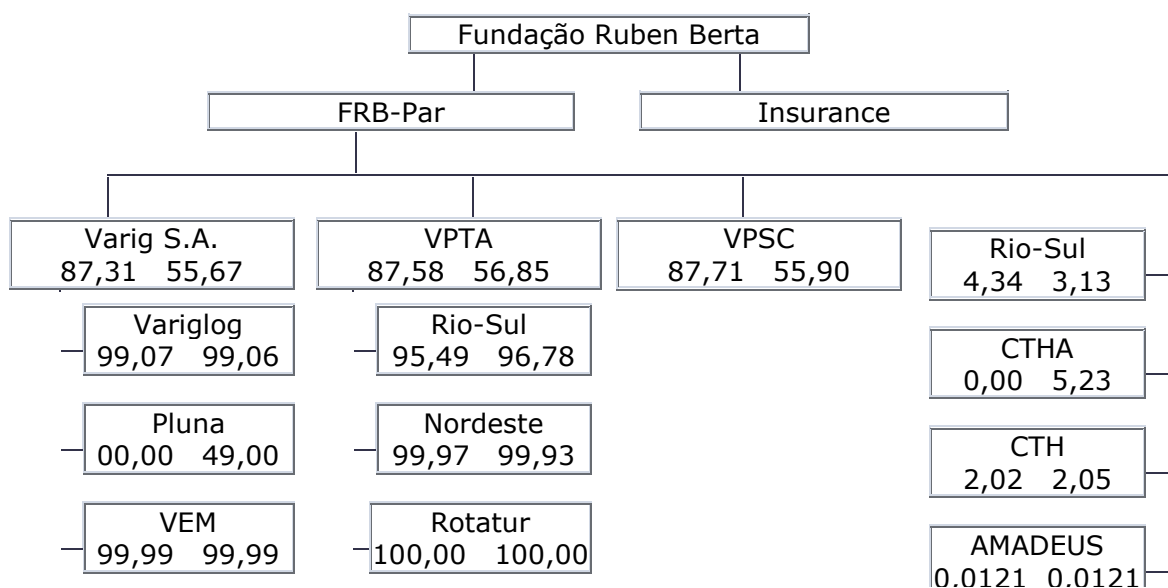 Fundação Ruben Berta
FRB-Par
Insurance
Varig S.A.
87,31 55,67
VPTA
87,58 56,85
VPSC
87,71 55,90
Rio-Sul
4,34 3,13
Variglog
99,07 99,06
Rio-Sul
95,49 96,78
CTHA
0,00 5,23
Pluna
00,00 49,00
Nordeste
99,97 99,93
CTH
2,02 2,05
VEM
99,99 99,99
Rotatur
100,00 100,00
AMADEUS
0,0121 0,0121